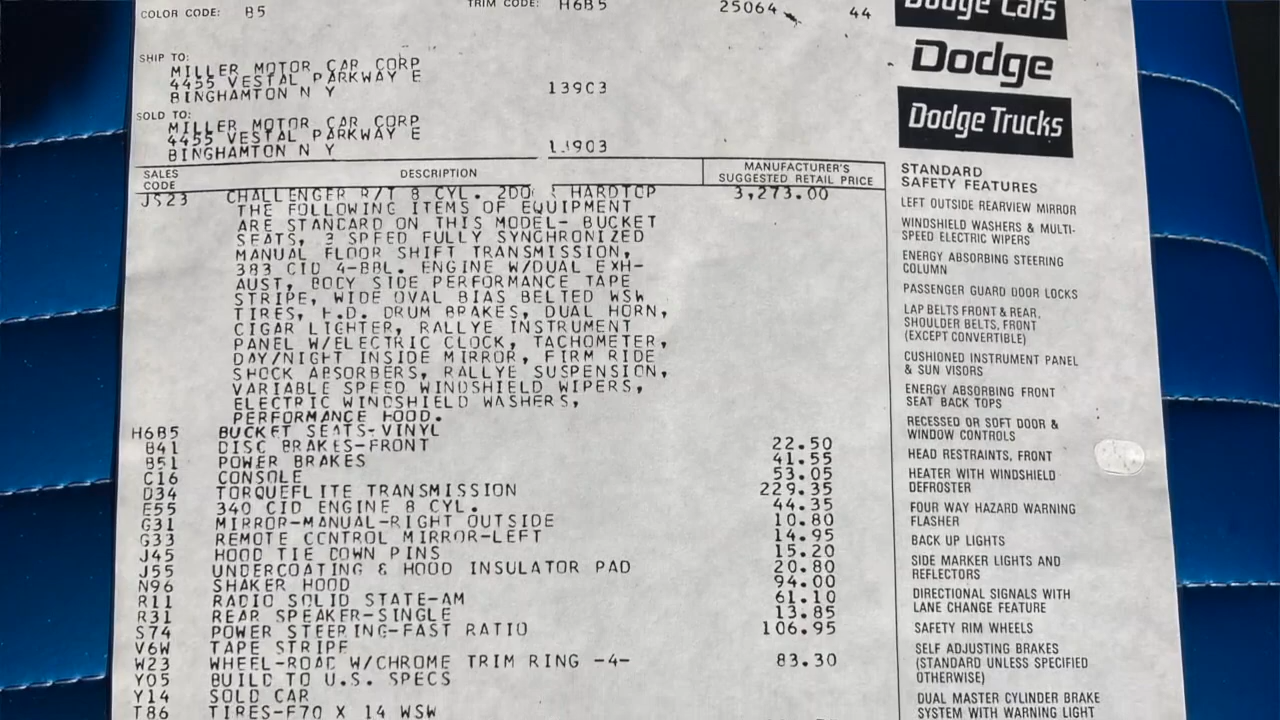 COLOR CODE: B5 TRIM CODE: H6B5 25064 44
SHIP TO:
MILLER MOTOR CAR CORP
4455 VESTAL PARKWAY E
BINGHAMTON N Y 13903
SOLD TO:
MILLER MOTOR CAR CORP
4455 VESTAL PARKWAY E
BINGHAMTON N Y 13903
SALES CODE DESCRIPTION MANUFACTURER'S SUGGESTED RETAIL PRICE
JS23 CHALLENGER R/T 8 CYL. 2DO HARDTOP 3,273.00
THE FOLLOWING ITEMS OF EQUIPMENT
ARE STANDARD ON THIS MODEL- BUCKET
SEATS, 3 SPEED FULLY SYNCHRONIZED
MANUAL FLOOR SHIFT TRANSMISSION,
383 CID 4-BBL. ENGINE W/DUAL EXH-
AUST, BODY SIDE PERFORMANCE TAPE
STRIPE, WIDE OVAL BIAS BELTED WSW
TIRES, H.D. DRUM BRAKES, DUAL HORN,
CIGAR LIGHTER, RALLYE INSTRUMENT
PANEL W/ELECTRIC CLOCK, TACHOMETER,
DAY/NIGHT INSIDE MIRROR, FIRM RIDE
SHOCK ABSORBERS, RALLYE SUSPENSION,
VARIABLE SPEED WINDSHIELD WIPERS,
ELECTRIC WINDSHIELD WASHERS,
PERFORMANCE HOOD.
H6B5 BUCKET SEATS-VINYL
B41 DISC BRAKES-FRONT 22.50
B51 POWER BRAKES 41.55
C16 CONSOLE 53.05
D34 TORQUEFLITE TRANSMISSION 229.35
E55 340 CID ENGINE 8 CYL. 44.35
G31 MIRROR-MANUAL-RIGHT OUTSIDE 10.80
G33 REMOTE CONTROL MIRROR-LEFT 14.95
J45 HOOD TIE DOWN PINS 15.20
J55 UNDERCOATING & HOOD INSULATOR PAD 20.80
N96 SHAKER HOOD 94.00
R11 RADIO SOLID STATE-AM 61.10
R31 REAR SPEAKER-SINGLE 13.85
S74 POWER STEERING-FAST RATIO 106.95
V6W TAPE STRIPE
W23 WHEEL-ROAD W/CHROME TRIM RING -4- 83.30
Y05 BUILD TO U.S. SPECS
Y14 SOLD CAR
T86 TIRES-F70 X 14 WSW
Dodge Cars
Dodge
Dodge Trucks
STANDARD
SAFETY FEATURES
LEFT OUTSIDE REARVIEW MIRROR
WINDSHIELD WASHERS & MULTI-
SPEED ELECTRIC WIPERS
ENERGY ABSORBING STEERING
COLUMN
PASSENGER GUARD DOOR LOCKS
LAP BELTS FRONT & REAR,
SHOULDER BELTS, FRONT
(EXCEPT CONVERTIBLE)
CUSHIONED INSTRUMENT PANEL
& SUN VISORS
ENERGY ABSORBING FRONT
SEAT BACK TOPS
RECESSED OR SOFT DOOR &
WINDOW CONTROLS
HEAD RESTRAINTS, FRONT
HEATER WITH WINDSHIELD
DEFROSTER
FOUR WAY HAZARD WARNING
FLASHER
BACK UP LIGHTS
SIDE MARKER LIGHTS AND
REFLECTORS
DIRECTIONAL SIGNALS WITH
LANE CHANGE FEATURE
SAFETY RIM WHEELS
SELF ADJUSTING BRAKES
(STANDARD UNLESS SPECIFIED
OTHERWISE)
DUAL MASTER CYLINDER BRAKE
SYSTEM WITH WARNING LIGHT